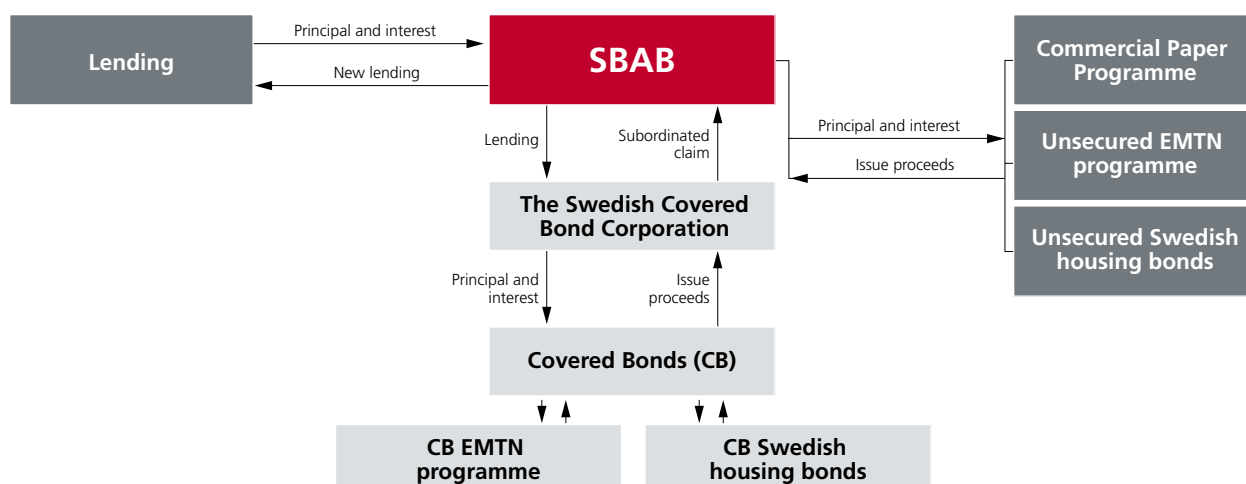 Lending
Principal and interest
New lending
SBAB
Commercial Paper
Programme
Principal and interest
Issue proceeds
Unsecured EMTN
programme
Unsecured Swedish
housing bonds
Lending
Subordinated
claim
The Swedish Covered
Bond Corporation
Principal and
interest
Issue
proceeds
Covered Bonds (CB)
CB EMTN
programme
CB Swedish
housing bonds